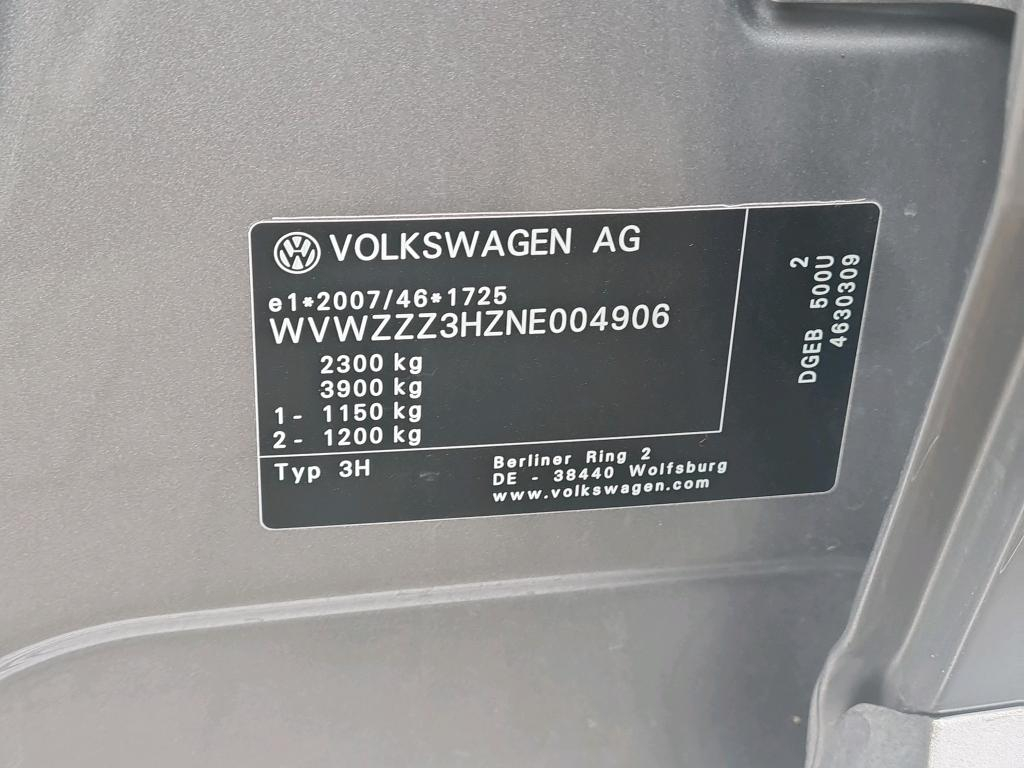 VOLKSWAGEN AG
e1*2007/46*1725
WVWZZZ3HZNE004906
2300 kg
3900 kg
1- 1150 kg
2- 1200 kg
Typ 3H
Berliner Ring 2
DE - 38440 Wolfsburg
www.volkswagen.com
2
DGEB 500U
4630309